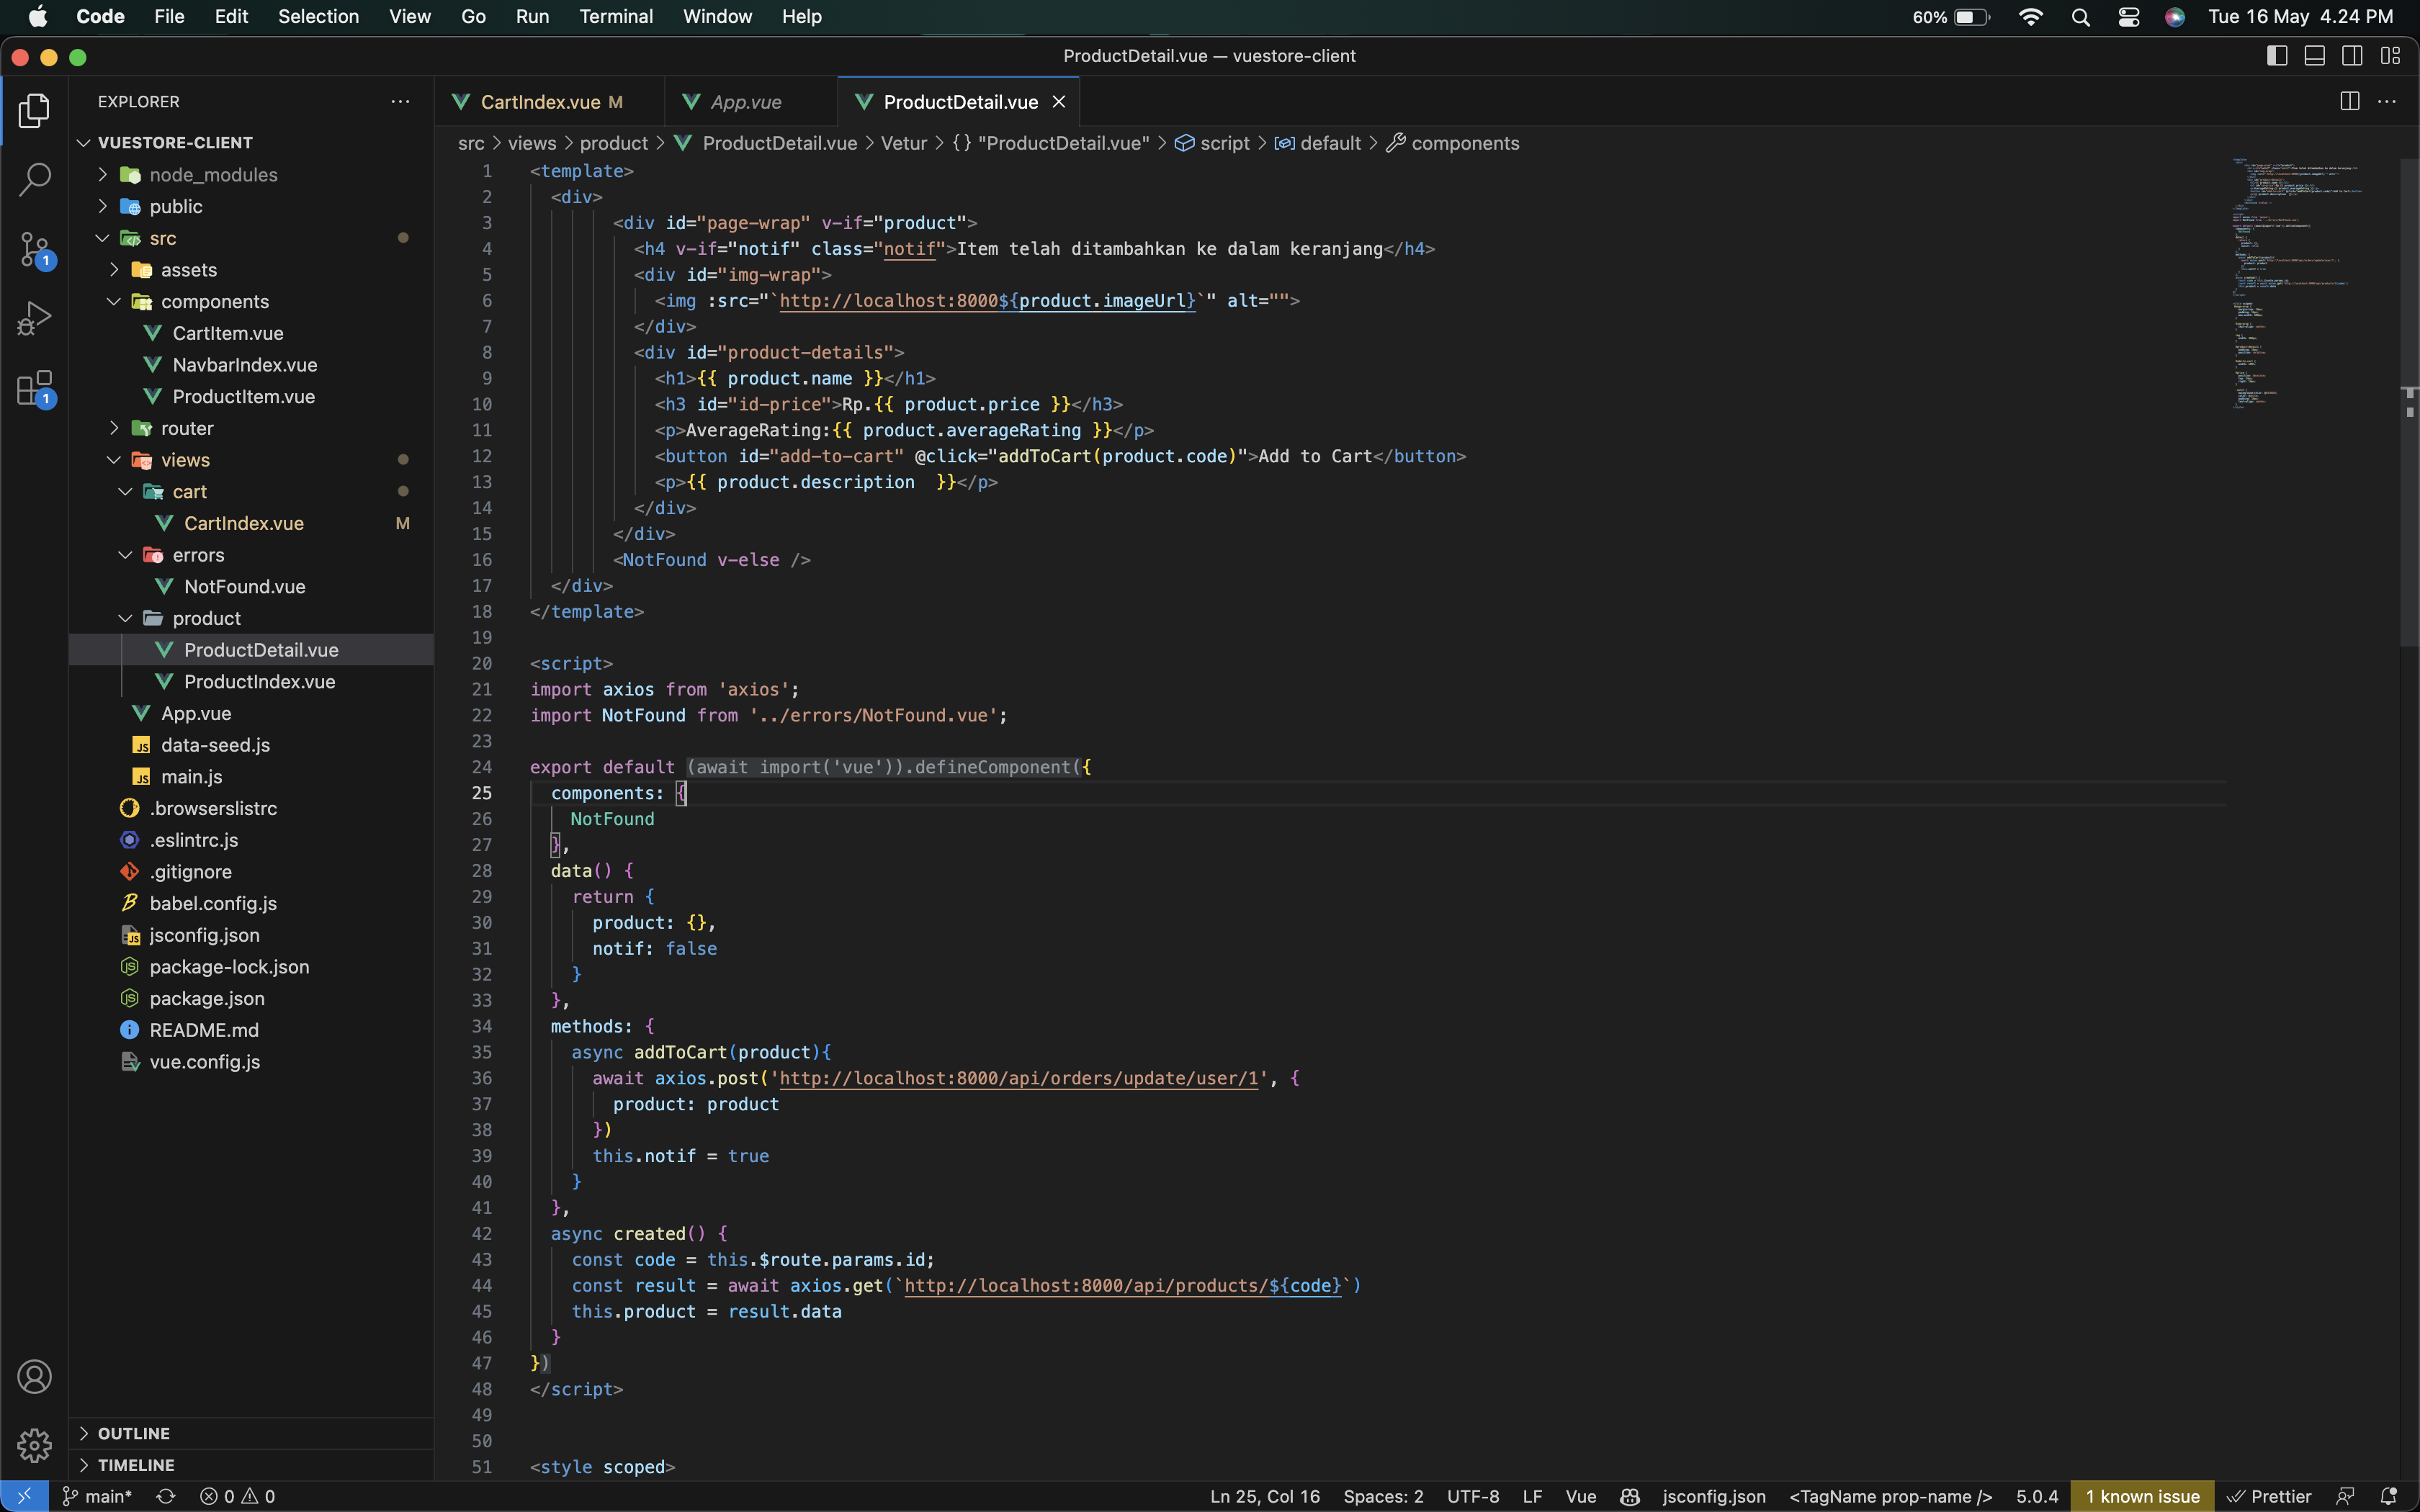 Code File Edit Selection View Go Run Terminal Window Help 60% Tue 16 May 4.24 PM
ProductDetail.vue — vuestore-client
EXPLORER
VUESTORE-CLIENT
node_modules
public
src
assets
components
CartItem.vue
NavbarIndex.vue
ProductItem.vue
router
views
cart
CartIndex.vue M
errors
NotFound.vue
product
ProductDetail.vue
ProductIndex.vue
App.vue
data-seed.js
main.js
.browserslistrc
.eslintrc.js
.gitignore
babel.config.js
jsconfig.json
package-lock.json
package.json
README.md
vue.config.js
OUTLINE
TIMELINE
1
1
CartIndex.vue M App.vue ProductDetail.vue
src > views > product > ProductDetail.vue > Vetur > {} "ProductDetail.vue" > script > default > components
1 <template>
2 <div>
3 <div id="page-wrap" v-if="product">
4 <h4 v-if="notif" class="notif">Item telah ditambahkan ke dalam keranjang</h4>
5 <div id="img-wrap">
6 <img :src="`http://localhost:8000${product.imageUrl}`" alt="">
7 </div>
8 <div id="product-details">
9 <h1>{{ product.name }}</h1>
10 <h3 id="id-price">Rp.{{ product.price }}</h3>
11 <p>AverageRating:{{ product.averageRating }}</p>
12 <button id="add-to-cart" @click="addToCart(product.code)">Add to Cart</button>
13 <p>{{ product.description  }}</p>
14 </div>
15 </div>
16 <NotFound v-else />
17 </div>
18 </template>
19
20 <script>
21 import axios from 'axios';
22 import NotFound from '../errors/NotFound.vue';
23
24 export default (await import('vue')).defineComponent({
25 components: {
26 NotFound
27 },
28 data() {
29 return {
30 product: {},
31 notif: false
32 }
33 },
34 methods: {
35 async addToCart(product){
36 await axios.post('http://localhost:8000/api/orders/update/user/1', {
37 product: product
38 })
39 this.notif = true
40 }
41 },
42 async created() {
43 const code = this.$route.params.id;
44 const result = await axios.get(`http://localhost:8000/api/products/${code}`)
45 this.product = result.data
46 }
47 })
48 </script>
49
50
51 <style scoped>
main* 0 0 Ln 25, Col 16 Spaces: 2 UTF-8 LF Vue jsconfig.json <TagName prop-name /> 5.0.4 1 known issue Prettier